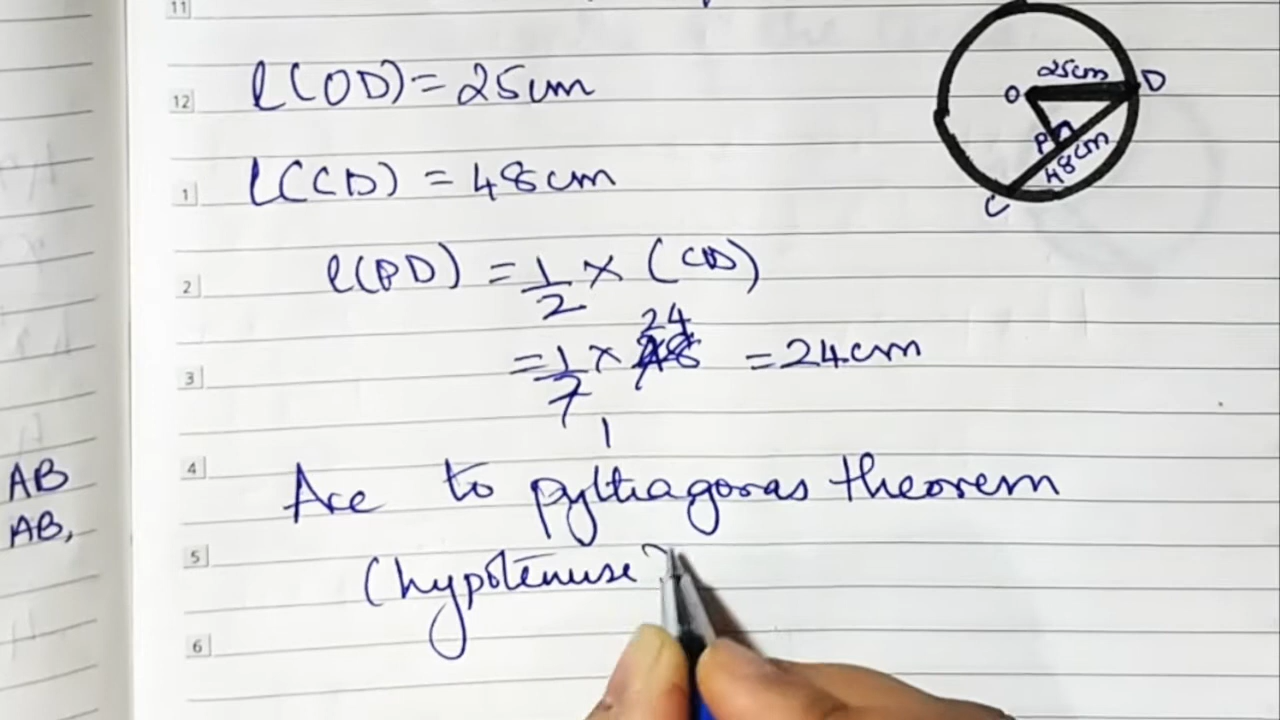 11
12
l(OD) = 25cm
1
l(CD) = 48cm
2
l(PD) = 1/2 × (CD)
3
= 1/2 × 48 = 24cm
24
1
4
Acc to pylthagoras theorem
5
(hypotenuse)
6
AB
AB,
25cm
O
D
P
48cm
C